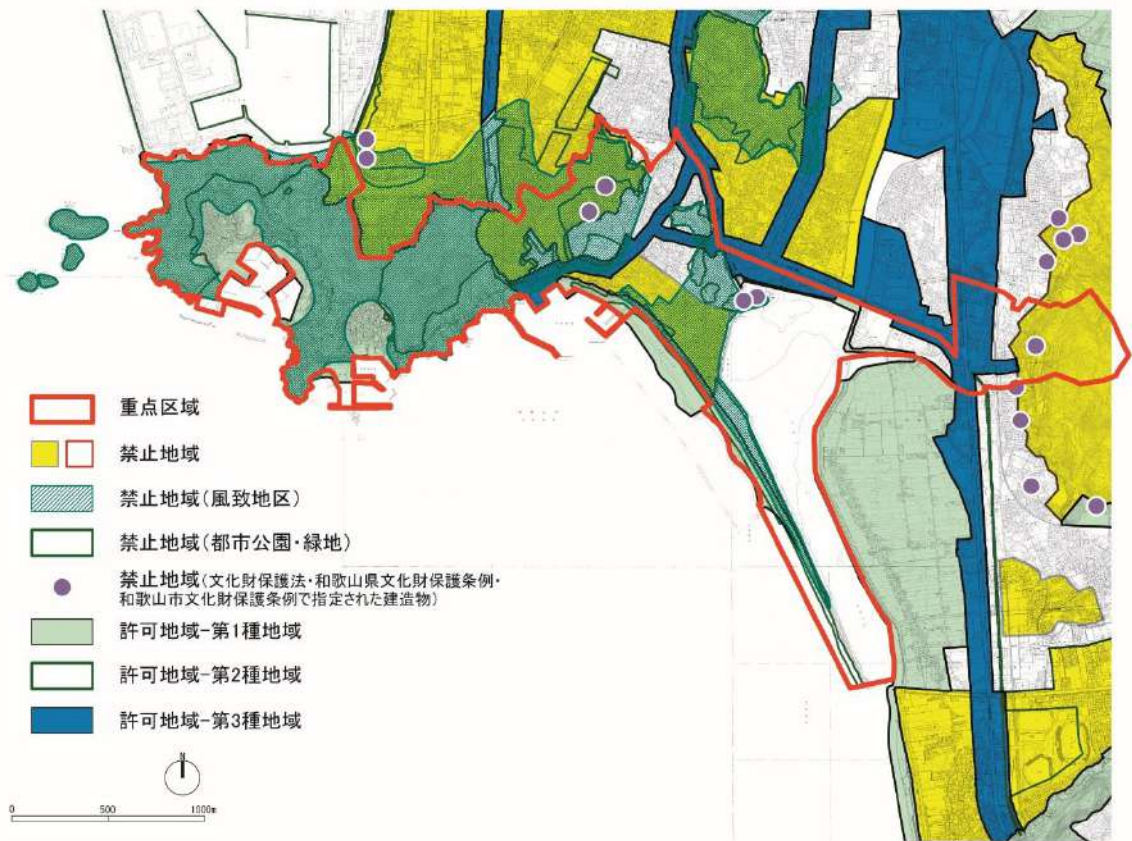 重点区域
禁止地域
禁止地域(風致地区)
禁止地域(都市公園・緑地)
禁止地域(文化財保護法・和歌山県文化財保護条例・
和歌山市文化財保護条例で指定された建造物)
許可地域-第1種地域
許可地域-第2種地域
許可地域-第3種地域
N
0 500 1000m